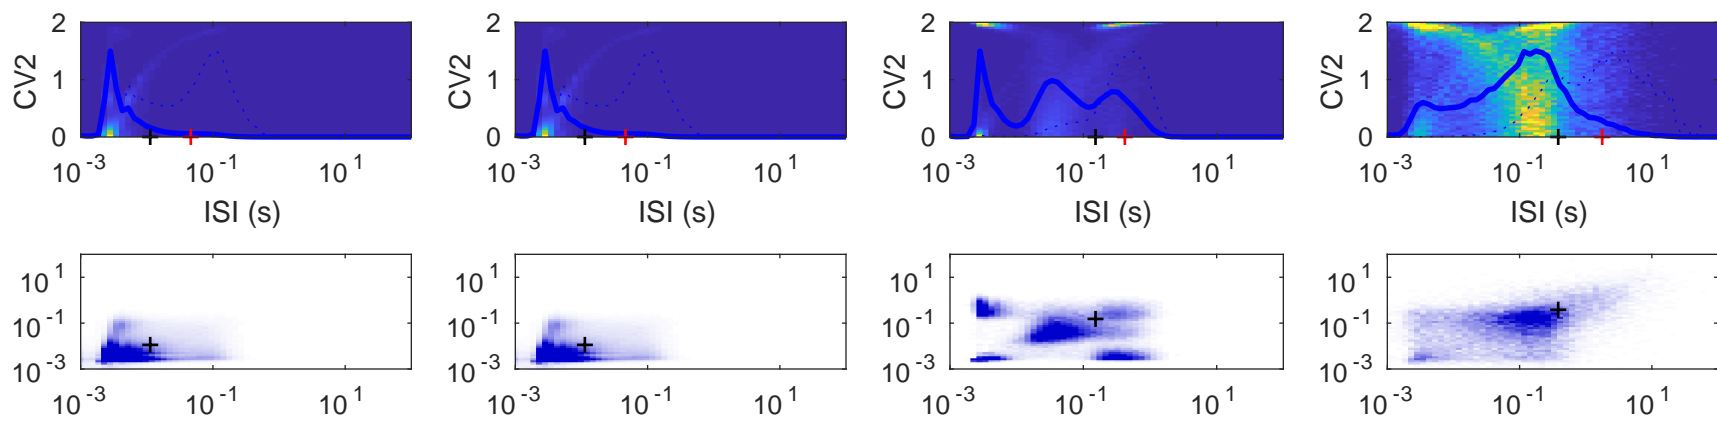 2 2 2 2
CV2 CV2 CV2 CV2
1 1 1 1
0 0 0 0
10^-3 10^-1 10^1 10^-3 10^-1 10^1 10^-3 10^-1 10^1 10^-3 10^-1 10^1
ISI (s) ISI (s) ISI (s) ISI (s)
10^1 10^1 10^1 10^1
10^-1 10^-1 10^-1 10^-1
10^-3 10^-3 10^-3 10^-3
10^-3 10^-1 10^1 10^-3 10^-1 10^1 10^-3 10^-1 10^1 10^-3 10^-1 10^1